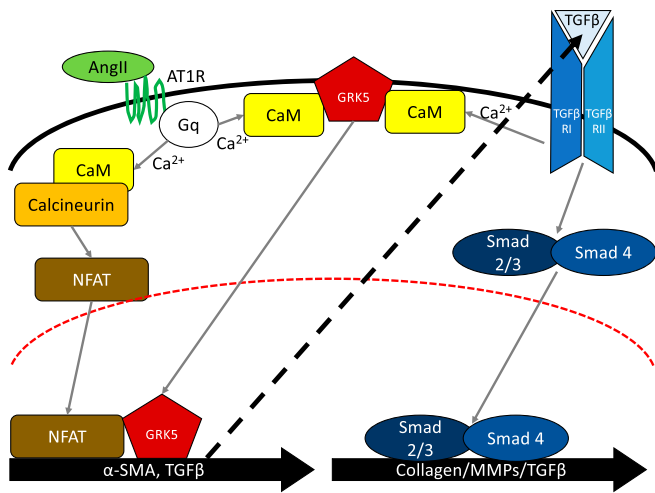 TGFβ
AngII
AT1R
GRK5
CaM
CaM
Ca2+
Gq
Ca2+
Ca2+
TGFβ
RI
TGFβ
RII
CaM
Calcineurin
Smad
2/3
Smad 4
NFAT
NFAT
GRK5
Smad
2/3
Smad 4
α-SMA, TGFβ
Collagen/MMPs/TGFβ